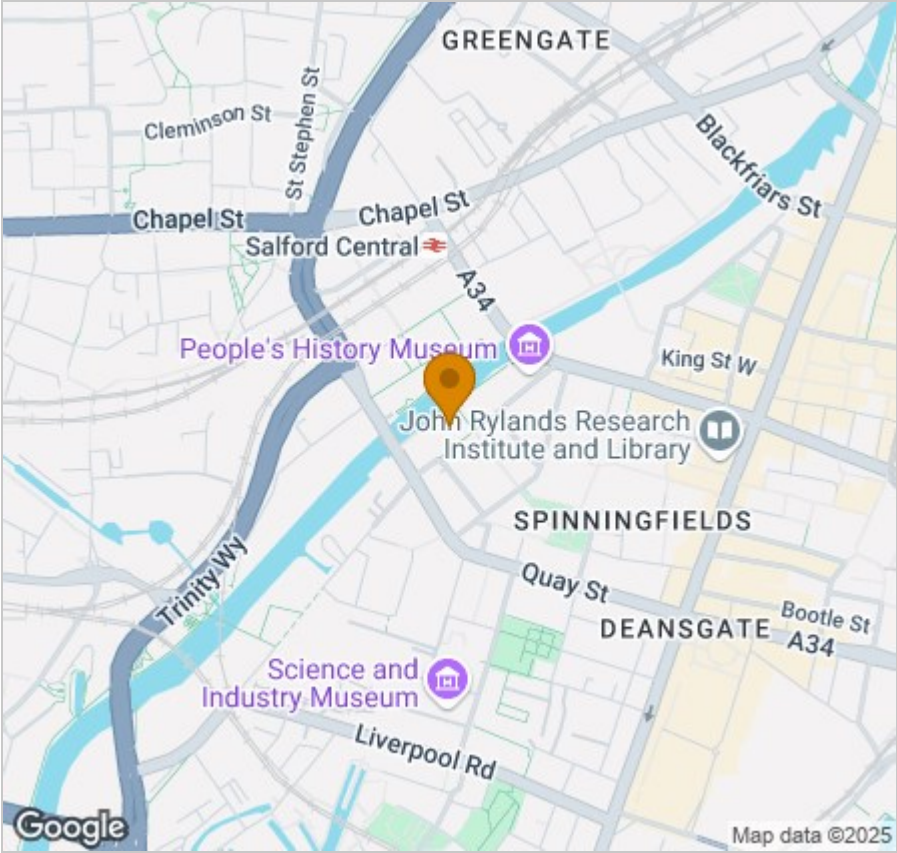 GREENGATE
Cleminson St
St Stephen St
Blackfriars St
Chapel St
Chapel St
Salford Central
A34
People's History Museum
King St W
John Rylands Research
Institute and Library
SPINNINGFIELDS
Trinity Wy
Quay St
Bootle St
DEANSGATE
A34
Science and
Industry Museum
Liverpool Rd
Google
Map data ©2025